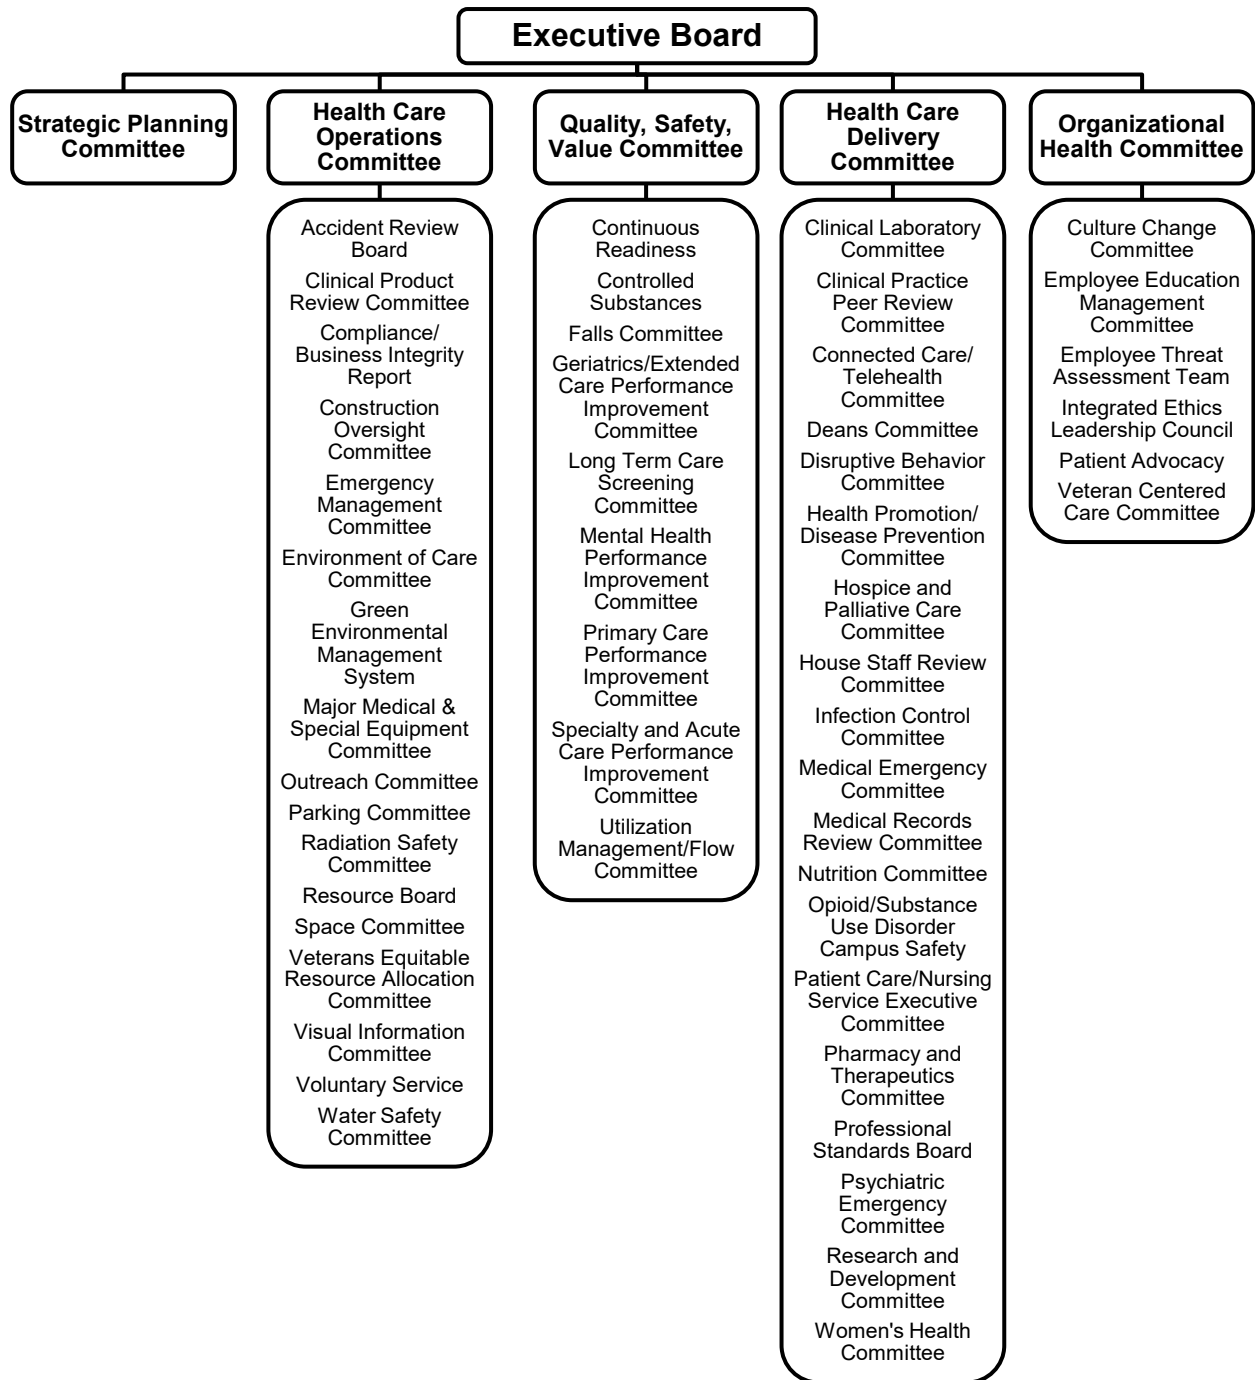 Executive Board
Strategic Planning
Committee
Health Care
Operations
Committee
Quality, Safety,
Value Committee
Health Care
Delivery
Committee
Organizational
Health Committee
Accident Review
Board
Clinical Product
Review Committee
Compliance/
Business Integrity
Report
Construction
Oversight
Committee
Emergency
Management
Committee
Environment of Care
Committee
Green
Environmental
Management
System
Major Medical &
Special Equipment
Committee
Outreach Committee
Parking Committee
Radiation Safety
Committee
Resource Board
Space Committee
Veterans Equitable
Resource Allocation
Committee
Visual Information
Committee
Voluntary Service
Water Safety
Committee
Continuous
Readiness
Controlled
Substances
Falls Committee
Geriatrics/Extended
Care Performance
Improvement
Committee
Long Term Care
Screening
Committee
Mental Health
Performance
Improvement
Committee
Primary Care
Performance
Improvement
Committee
Specialty and Acute
Care Performance
Improvement
Committee
Utilization
Management/Flow
Committee
Clinical Laboratory
Committee
Clinical Practice
Peer Review
Committee
Connected Care/
Telehealth
Committee
Deans Committee
Disruptive Behavior
Committee
Health Promotion/
Disease Prevention
Committee
Hospice and
Palliative Care
Committee
House Staff Review
Committee
Infection Control
Committee
Medical Emergency
Committee
Medical Records
Review Committee
Nutrition Committee
Opioid/Substance
Use Disorder
Campus Safety
Patient Care/Nursing
Service Executive
Committee
Pharmacy and
Therapeutics
Committee
Professional
Standards Board
Psychiatric
Emergency
Committee
Research and
Development
Committee
Women's Health
Committee
Culture Change
Committee
Employee Education
Management
Committee
Employee Threat
Assessment Team
Integrated Ethics
Leadership Council
Patient Advocacy
Veteran Centered
Care Committee